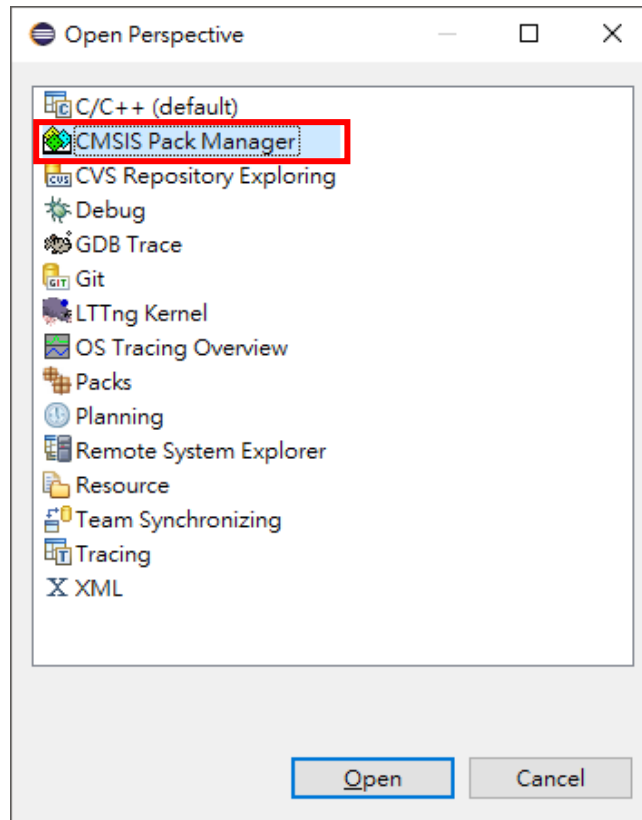 Open Perspective
C/C++ (default)
CMSIS Pack Manager
CVS Repository Exploring
Debug
GDB Trace
Git
LTTng Kernel
OS Tracing Overview
Packs
Planning
Remote System Explorer
Resource
Team Synchronizing
Tracing
XML
Open
Cancel